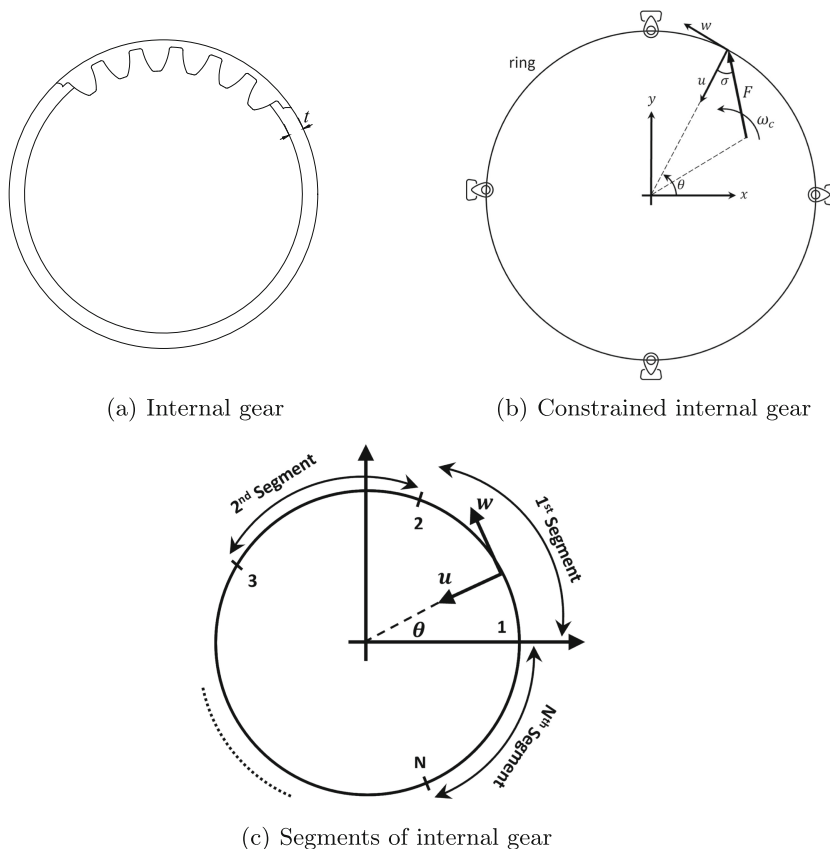 t
(a) Internal gear
w
ring
u
σ
F
y
ω_c
θ
x
(b) Constrained internal gear
2nd Segment
1st Segment
2
w
3
u
θ
1
N
Nth Segment
(c) Segments of internal gear